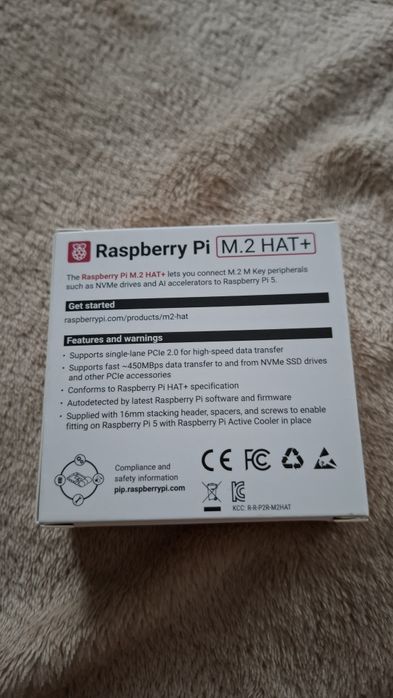 Raspberry Pi M.2 HAT+
The Raspberry Pi M.2 HAT+ lets you connect M.2 M Key peripherals
such as NVMe drives and AI accelerators to Raspberry Pi 5.
Get started
raspberrypi.com/products/m2-hat
Features and warnings
· Supports single-lane PCIe 2.0 for high-speed data transfer
· Supports fast ~450MBps data transfer to and from NVMe SSD drives
and other PCIe accessories
· Conforms to Raspberry Pi HAT+ specification
· Autodetected by latest Raspberry Pi software and firmware
· Supplied with 16mm stacking header, spacers, and screws to enable
fitting on Raspberry Pi 5 with Raspberry Pi Active Cooler in place
Compliance and
safety information
pip.raspberrypi.com
CE FC
KCC: R-R-P2R-M2HAT